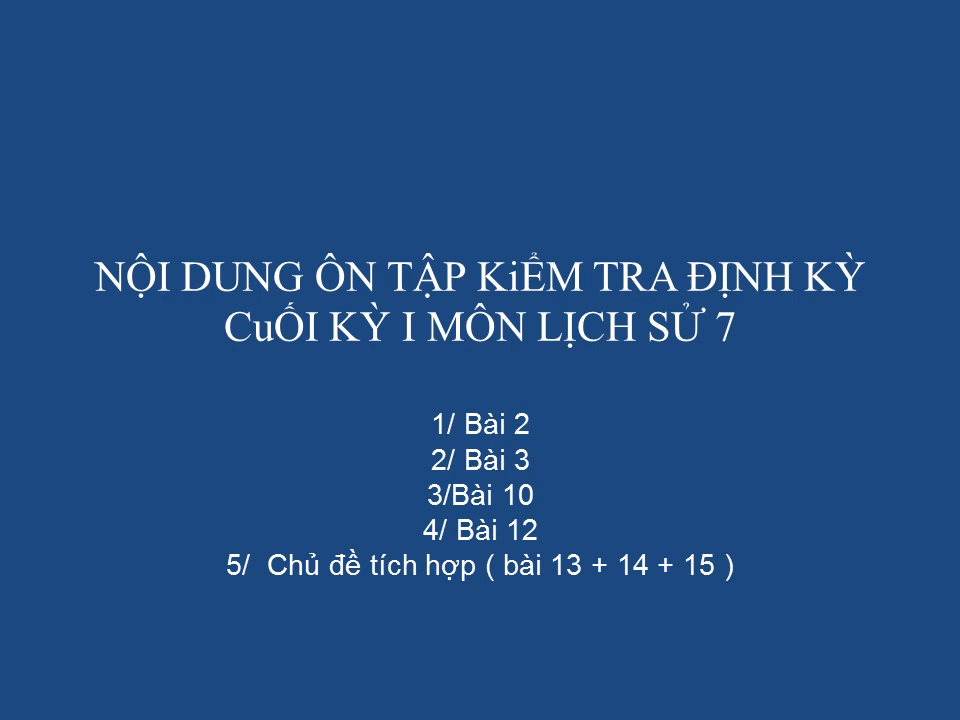 NỘI DUNG ÔN TẬP KiỂM TRA ĐỊNH KỲ
CuỐI KỲ I MÔN LỊCH SỬ 7
1/ Bài 2
2/ Bài 3
3/Bài 10
4/ Bài 12
5/ Chủ đề tích hợp ( bài 13 + 14 + 15 )